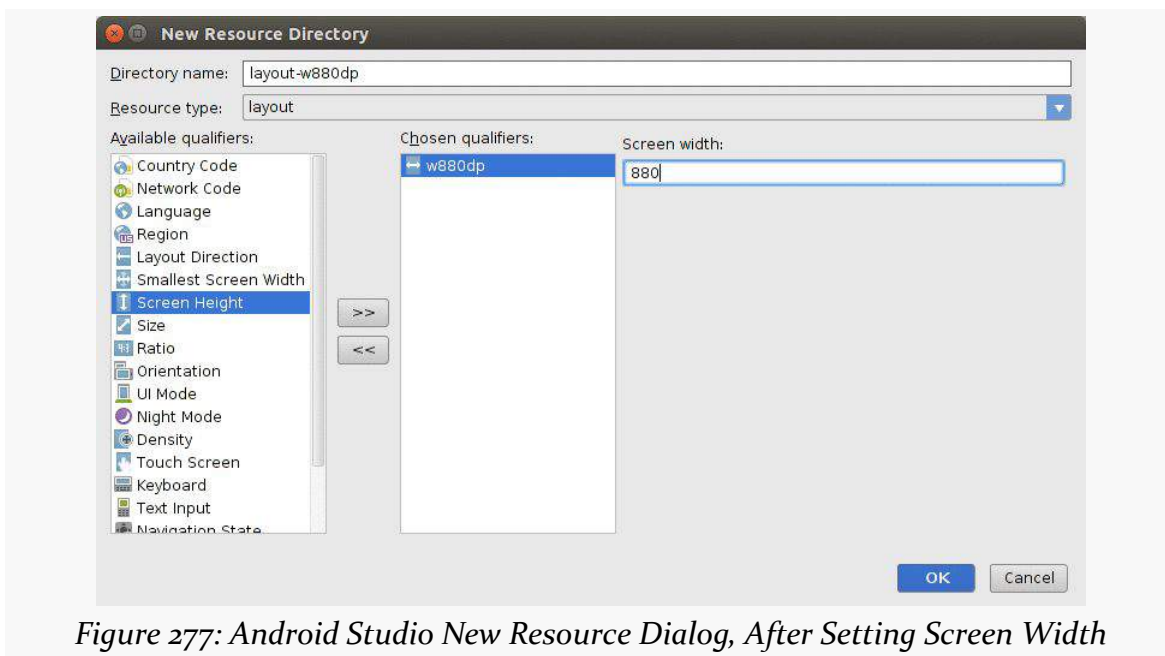 New Resource Directory
Directory name: layout-w880dp
Resource type: layout
Available qualifiers:
Country Code
Network Code
Language
Region
Layout Direction
Smallest Screen Width
Screen Height
Size
Ratio
Orientation
UI Mode
Night Mode
Density
Touch Screen
Keyboard
Text Input
Navigation State
>>
<<
Chosen qualifiers:
w880dp
Screen width:
880
OK
Cancel
Figure 277: Android Studio New Resource Dialog, After Setting Screen Width